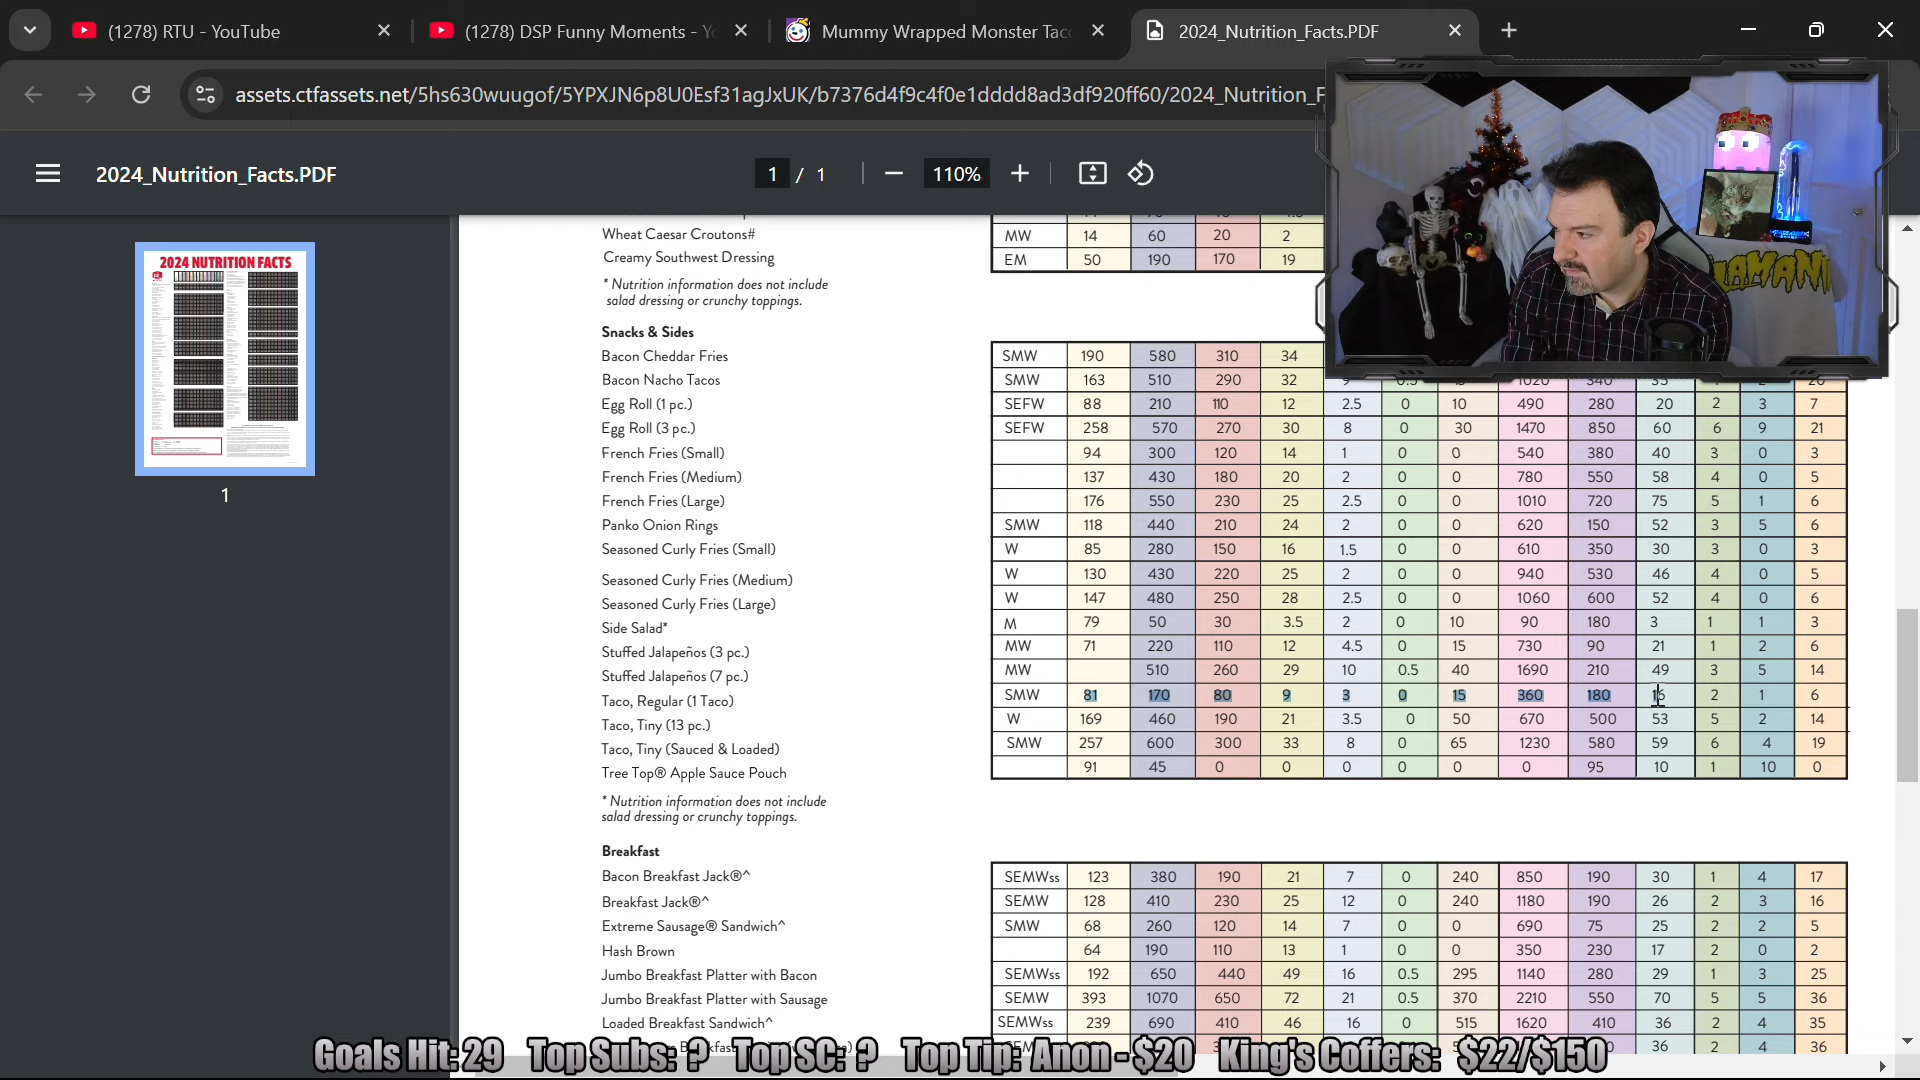 (1278) RTU - YouTube
(1278) DSP Funny Moments - Yo
Mummy Wrapped Monster Taco
2024_Nutrition_Facts.PDF
assets.ctfassets.net/5hs630wuugof/5YPXJN6p8U0Esf31agJxUK/b7376d4f9c4f0e1dddd8ad3df920ff60/2024_Nutrition_F
2024_Nutrition_Facts.PDF
1 / 1
110%
2024 NUTRITION FACTS
1
Wheat Caesar Croutons# MW 14 60 20 2
Creamy Southwest Dressing EM 50 190 170 19
* Nutrition information does not include
salad dressing or crunchy toppings.
Snacks & Sides
Bacon Cheddar Fries SMW 190 580 310 34
Bacon Nacho Tacos SMW 163 510 290 32 9 0.5 1020 340 35 20
Egg Roll (1 pc.) SEFW 88 210 110 12 2.5 0 10 490 280 20 2 3 7
Egg Roll (3 pc.) SEFW 258 570 270 30 8 0 30 1470 850 60 6 9 21
French Fries (Small) 94 300 120 14 1 0 0 540 380 40 3 0 3
French Fries (Medium) 137 430 180 20 2 0 0 780 550 58 4 0 5
French Fries (Large) 176 550 230 25 2.5 0 0 1010 720 75 5 1 6
Panko Onion Rings SMW 118 440 210 24 2 0 0 620 150 52 3 5 6
Seasoned Curly Fries (Small) W 85 280 150 16 1.5 0 0 610 350 30 3 0 3
Seasoned Curly Fries (Medium) W 130 430 220 25 2 0 0 940 530 46 4 0 5
Seasoned Curly Fries (Large) W 147 480 250 28 2.5 0 0 1060 600 52 4 0 6
Side Salad* M 79 50 30 3.5 2 0 10 90 180 3 1 1 3
Stuffed Jalapeños (3 pc.) MW 71 220 110 12 4.5 0 15 730 90 21 1 2 6
Stuffed Jalapeños (7 pc.) MW 510 260 29 10 0.5 40 1690 210 49 3 5 14
Taco, Regular (1 Taco) SMW 81 170 80 9 3 0 15 360 180 16 2 1 6
Taco, Tiny (13 pc.) W 169 460 190 21 3.5 0 50 670 500 53 5 2 14
Taco, Tiny (Sauced & Loaded) SMW 257 600 300 33 8 0 65 1230 580 59 6 4 19
Tree Top® Apple Sauce Pouch 91 45 0 0 0 0 0 0 95 10 1 10 0
* Nutrition information does not include
salad dressing or crunchy toppings.
Breakfast
Bacon Breakfast Jack®^ SEMWss 123 380 190 21 7 0 240 850 190 30 1 4 17
Breakfast Jack®^ SEMW 128 410 230 25 12 0 240 1180 190 26 2 3 16
Extreme Sausage® Sandwich^ SMW 68 260 120 14 7 0 0 690 75 25 2 2 5
Hash Brown 64 190 110 13 1 0 0 350 230 17 2 0 2
Jumbo Breakfast Platter with Bacon SEMWss 192 650 440 49 16 0.5 295 1140 280 29 1 3 25
Jumbo Breakfast Platter with Sausage SEMW 393 1070 650 72 21 0.5 370 2210 550 70 5 5 36
Loaded Breakfast Sandwich^ SEMWss 239 690 410 46 16 0 515 1620 410 36 2 4 35
36 2 4 36
Goals Hit: 29 Top Subs: ? Top SC: ? Top Tip: Anon - $20 King's Coffers: $22/$150